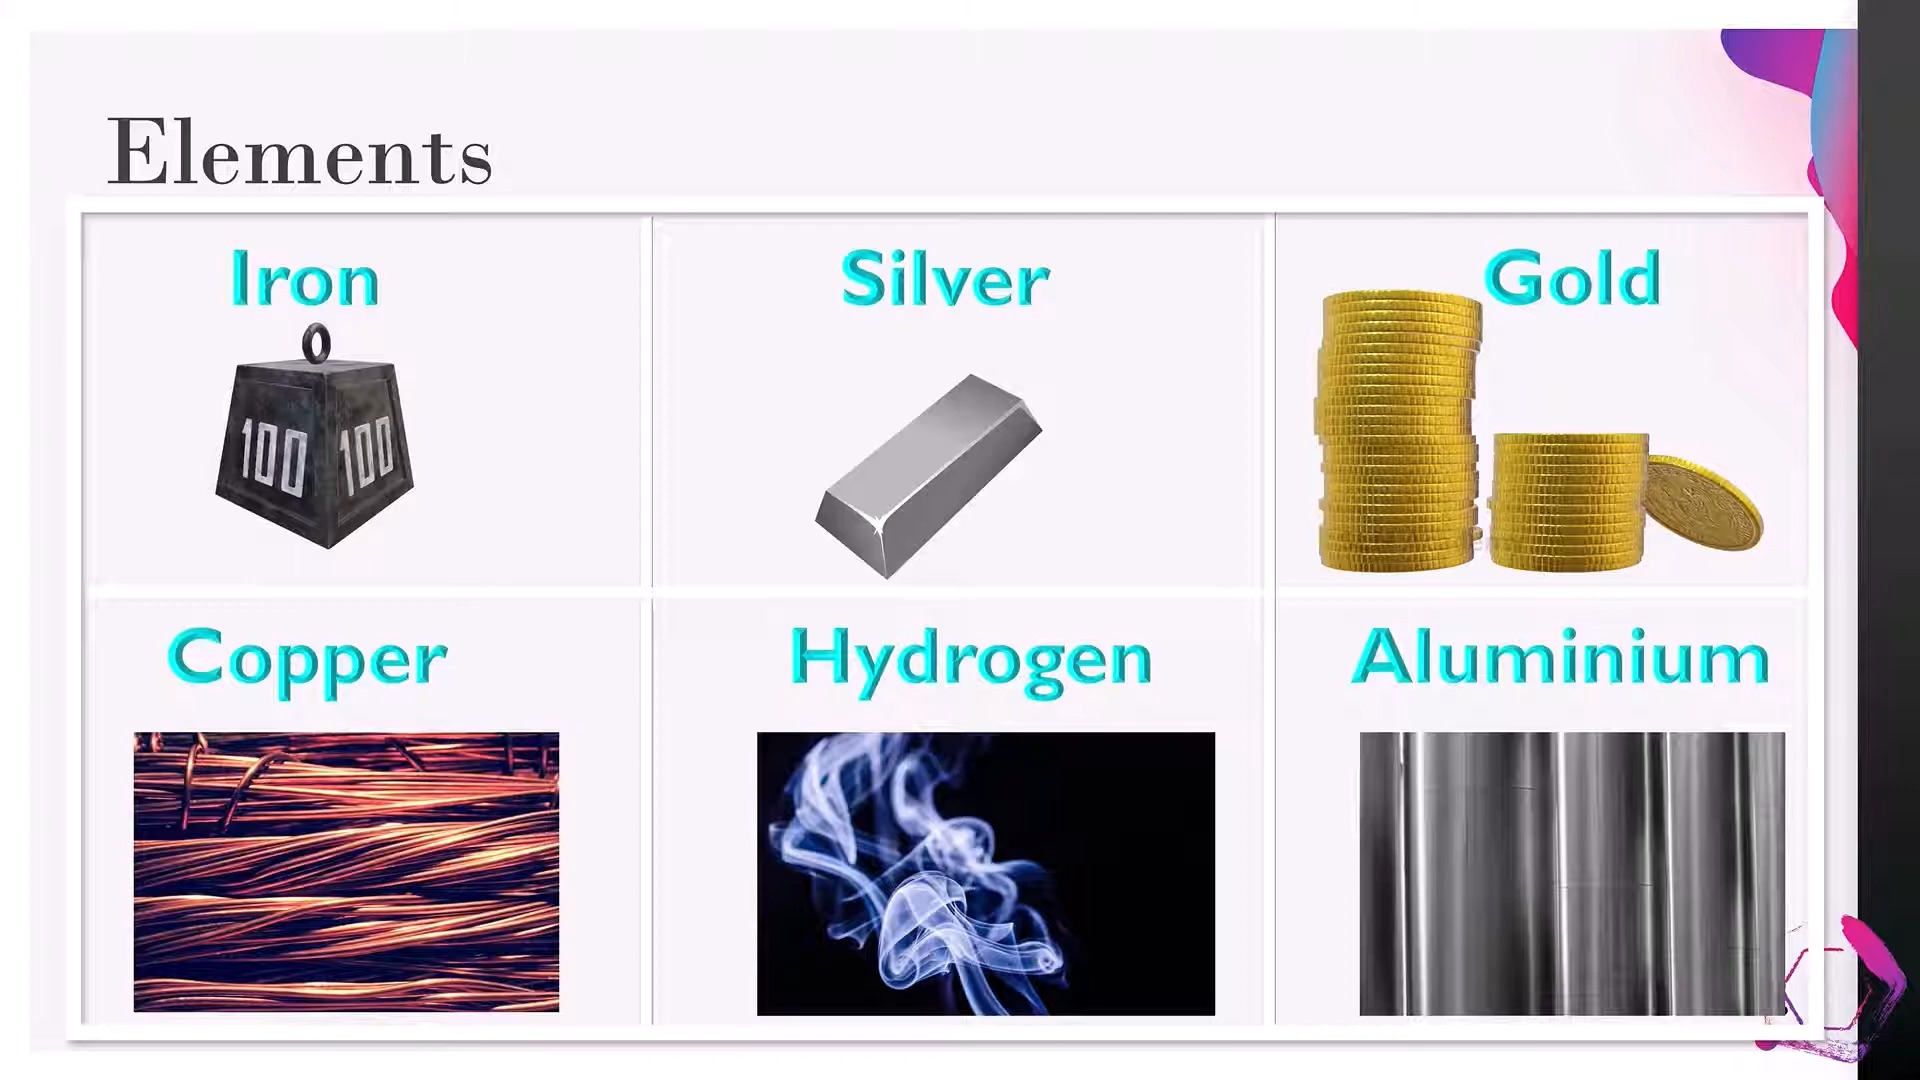 Elements
Iron
Silver
Gold
100 100
Copper
Hydrogen
Aluminium